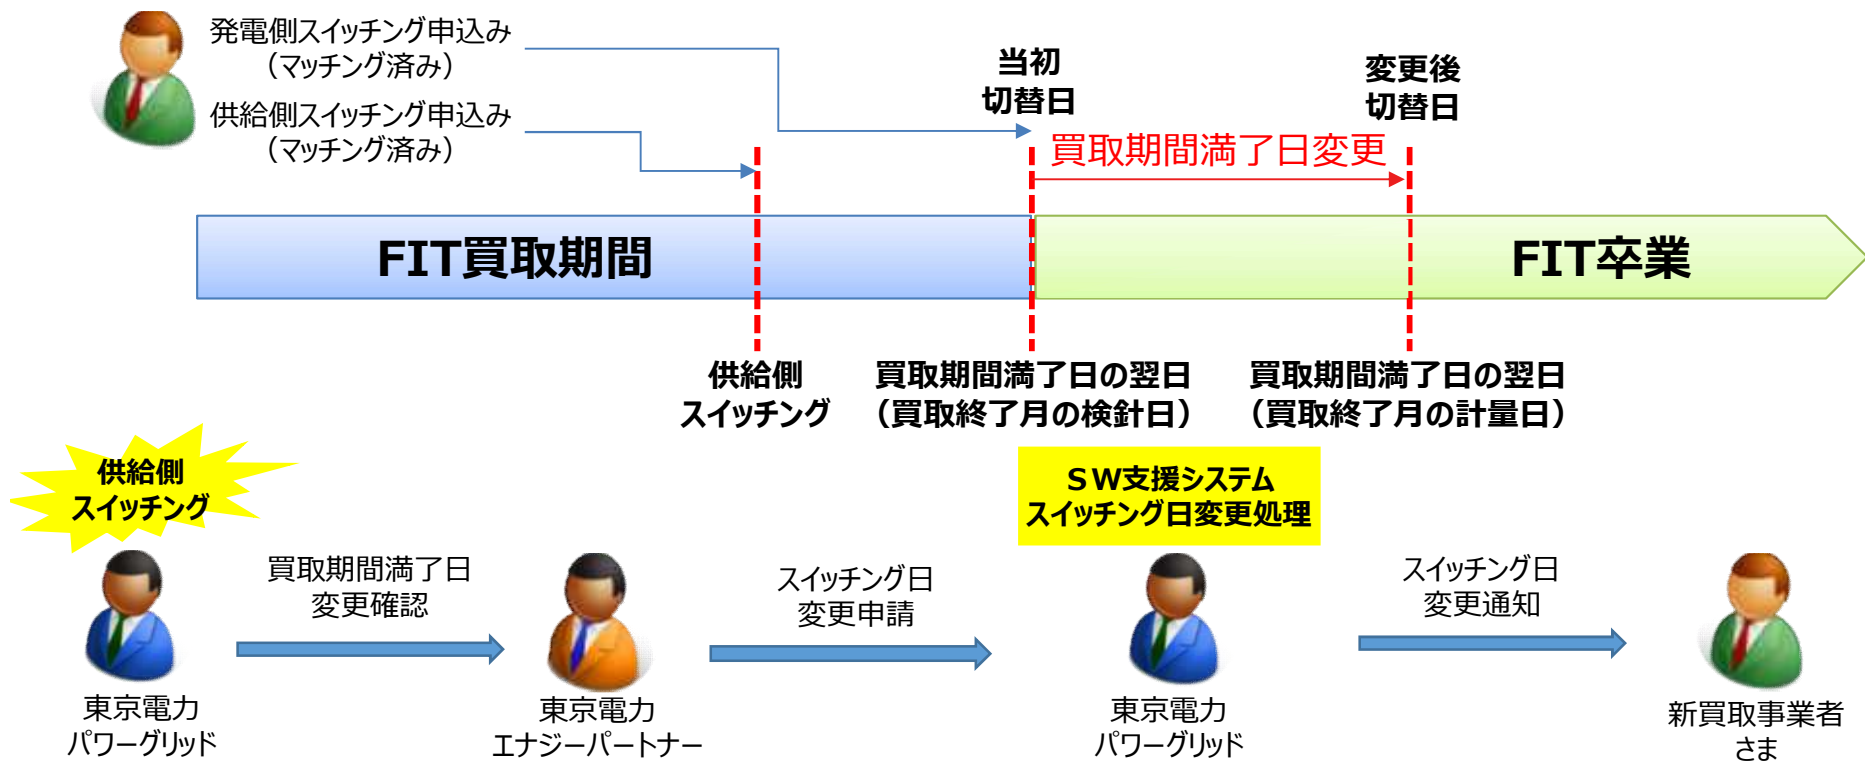 発電側スイッチング申込み
（マッチング済み）
供給側スイッチング申込み
（マッチング済み）
当初
切替日
変更後
切替日
買取期間満了日変更
FIT買取期間
FIT卒業
供給側
スイッチング
買取期間満了日の翌日
（買取終了月の検針日）
買取期間満了日の翌日
（買取終了月の計量日）
供給側
スイッチング
ＳＷ支援システム
スイッチング日変更処理
買取期間満了日
変更確認
スイッチング日
変更申請
スイッチング日
変更通知
東京電力
パワーグリッド
東京電力
エナジーパートナー
東京電力
パワーグリッド
新買取事業者
さま